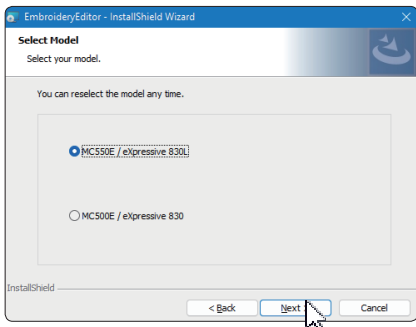 EmbroideryEditor - InstallShield Wizard
Select Model
Select your model.
You can reselect the model any time.
MC550E / eXpressive 830L
MC500E / eXpressive 830
InstallShield
< Back Next > Cancel